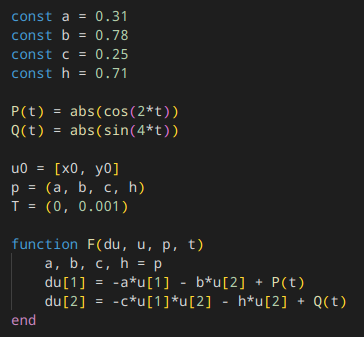 const a = 0.31
const b = 0.78
const c = 0.25
const h = 0.71
P(t) = abs(cos(2*t))
Q(t) = abs(sin(4*t))
u0 = [x0, y0]
p = (a, b, c, h)
T = (0, 0.001)
function F(du, u, p, t)
    a, b, c, h = p
    du[1] = -a*u[1] - b*u[2] + P(t)
    du[2] = -c*u[1]*u[2] - h*u[2] + Q(t)
end